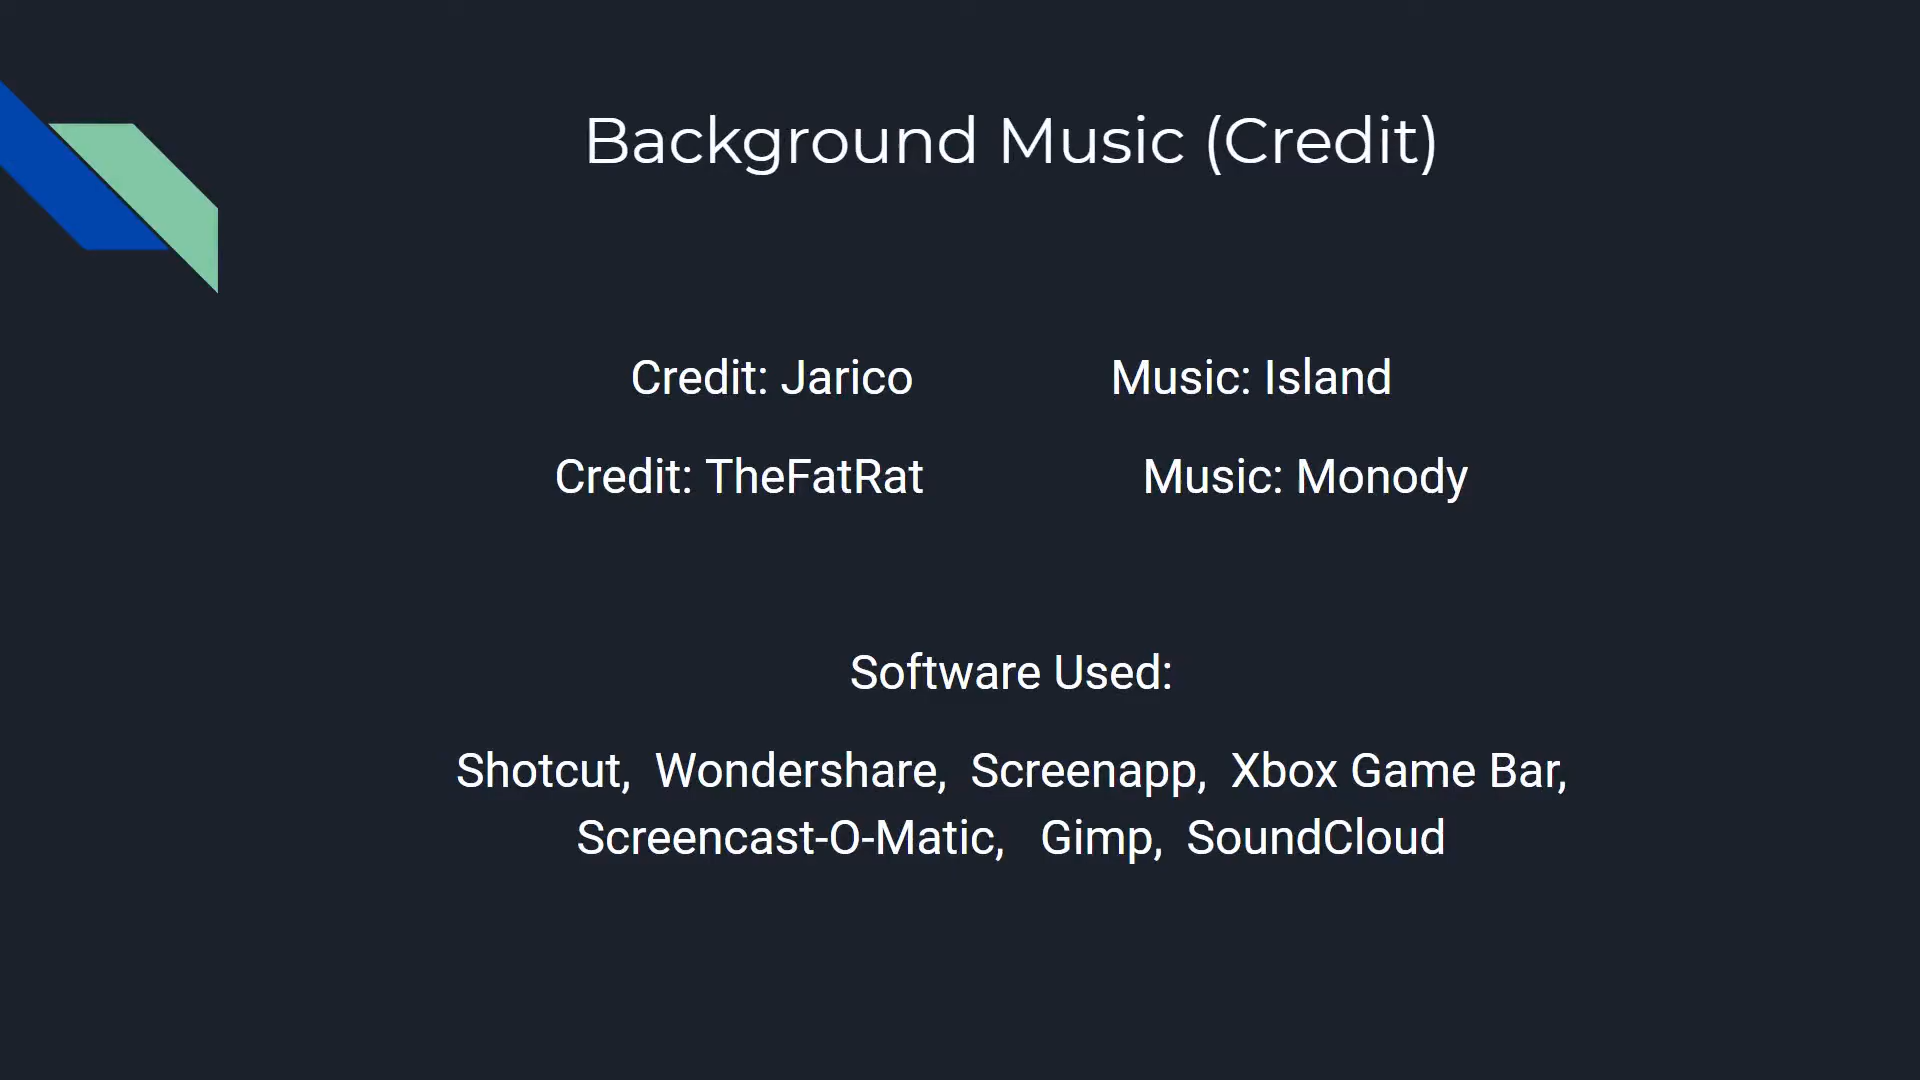 Background Music (Credit)
Credit: Jarico Music: Island
Credit: TheFatRat Music: Monody
Software Used:
Shotcut, Wondershare, Screenapp, Xbox Game Bar,
Screencast-O-Matic, Gimp, SoundCloud